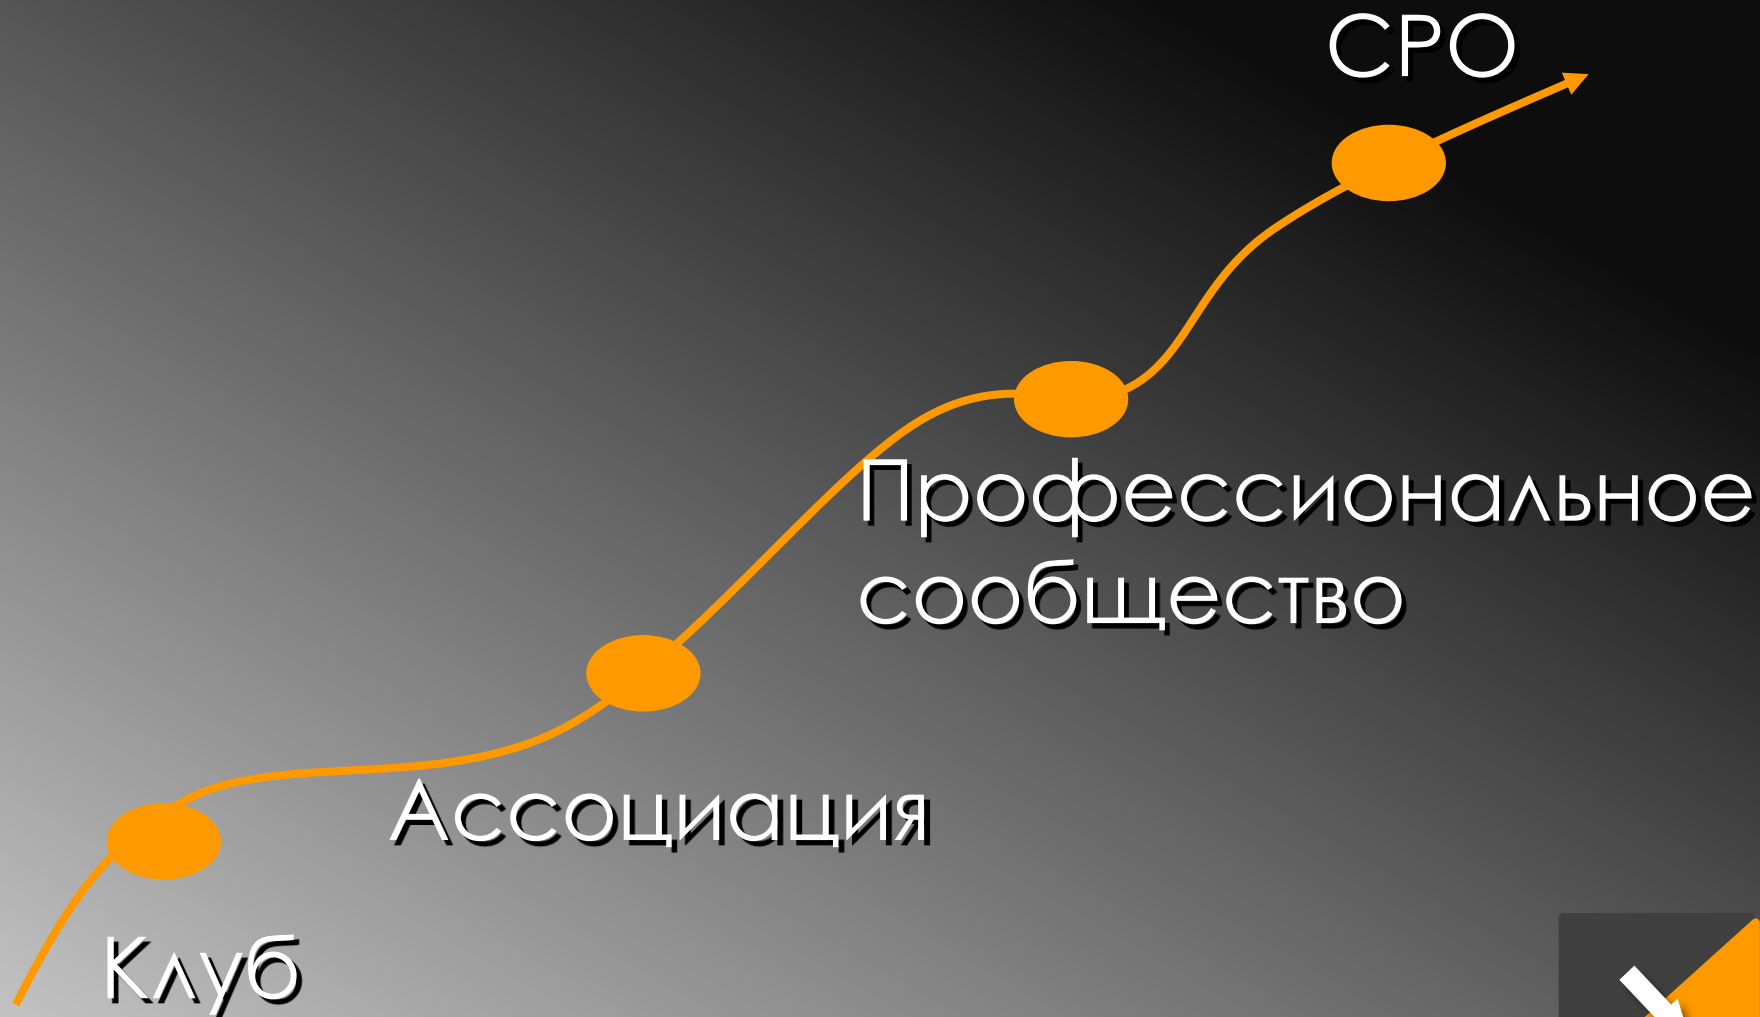 СРО
Профессиональное
сообщество
Ассоциация
Клуб